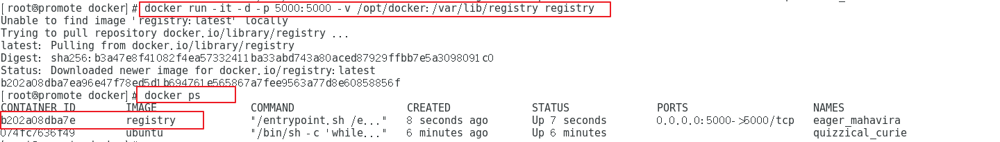 [root@promote docker]# docker run -it -d -p 5000:5000 -v /opt/docker:/var/lib/registry registry
Unable to find image 'registry:latest' locally
Trying to pull repository docker.io/library/registry ...
latest: Pulling from docker.io/library/registry
Digest: sha256:b3a47e8f41082f4ea57332411ba33abd743a80aced87929ffbb7e5a3098091c0
Status: Downloaded newer image for docker.io/registry:latest
b202a08dba7ea96e47f78ed5d1b694761e565867a7fee9563a77d8e60858856f
[root@promote docker]# docker ps
CONTAINER ID IMAGE COMMAND CREATED STATUS PORTS NAMES
b202a08dba7e registry "/entrypoint.sh /e..." 8 seconds ago Up 7 seconds 0.0.0.0:5000->5000/tcp eager_mahavira
074fc7636f49 ubuntu "/bin/sh -c 'while..." 6 minutes ago Up 6 minutes quizzical_curie